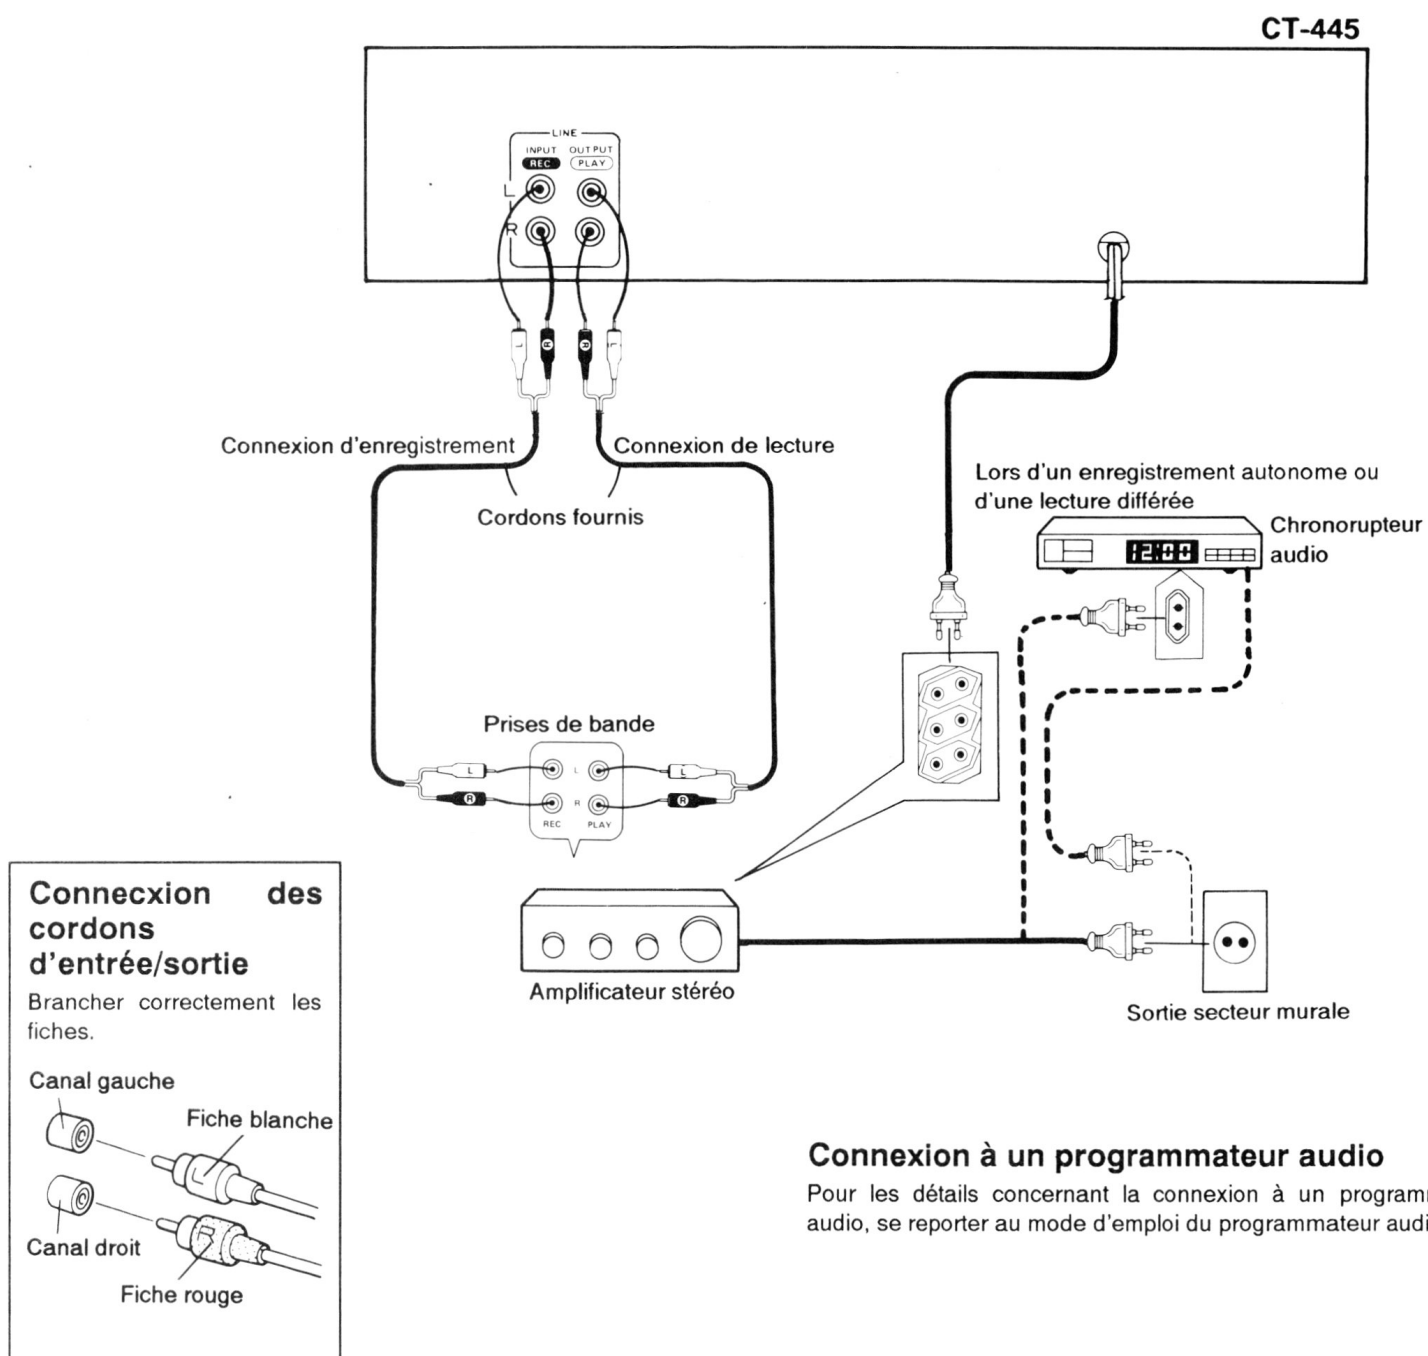 CT-445
LINE
INPUT OUTPUT
REC PLAY
L
R
L R R L
Connexion d'enregistrement
Connexion de lecture
Cordons fournis
Lors d'un enregistrement autonome ou
d'une lecture différée
Chronorupteur
audio
12:00
Prises de bande
L L L
R R R
REC PLAY
Amplificateur stéréo
Sortie secteur murale
Connecxion des
cordons
d'entrée/sortie
Brancher correctement les
fiches.
Canal gauche
Fiche blanche
L
R
Canal droit
Fiche rouge
Connexion à un programmateur audio
Pour les détails concernant la connexion à un
audio, se reporter au mode d'emploi du programmateur